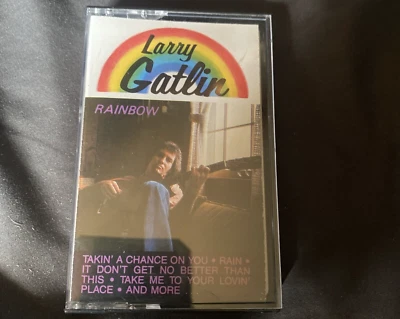 Larry
Gatlin
RAINBOW
TAKIN' A CHANCE ON YOU • RAIN •
IT DON'T GET NO BETTER THAN
THIS • TAKE ME TO YOUR LOVIN'
PLACE • AND MORE